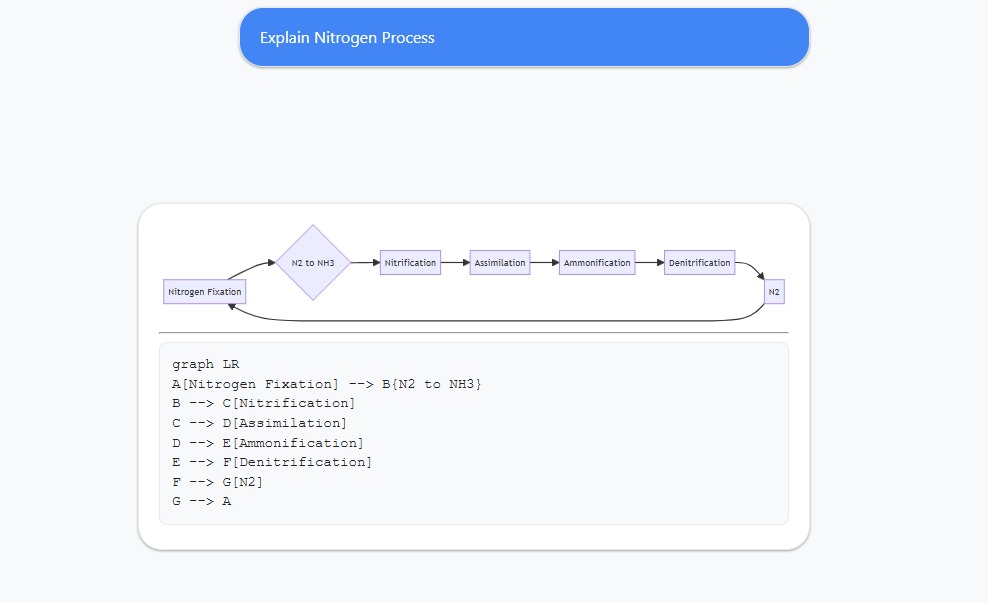 Explain Nitrogen Process
N2 to NH3
Nitrification
Assimilation
Ammonification
Denitrification
Nitrogen Fixation
N2
graph LR
A[Nitrogen Fixation] --> B{N2 to NH3}
B --> C[Nitrification]
C --> D[Assimilation]
D --> E[Ammonification]
E --> F[Denitrification]
F --> G[N2]
G --> A